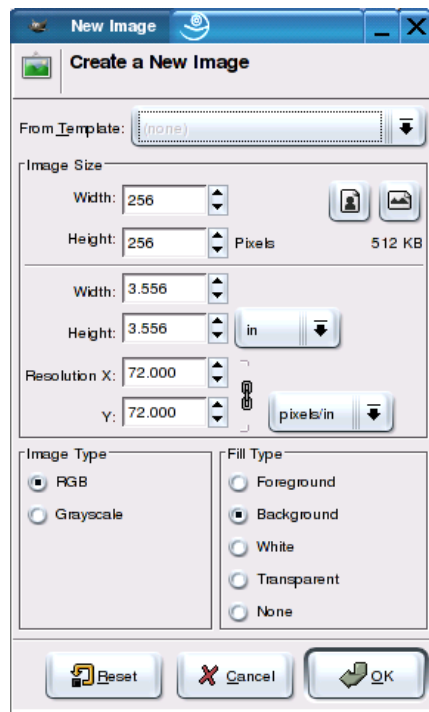 New Image
Create a New Image
From Template: (none)
Image Size
Width: 256
Height: 256 Pixels 512 KB
Width: 3.556
Height: 3.556 in
Resolution X: 72.000
Y: 72.000 pixels/in
Image Type
RGB
Grayscale
Fill Type
Foreground
Background
White
Transparent
None
Reset Cancel OK